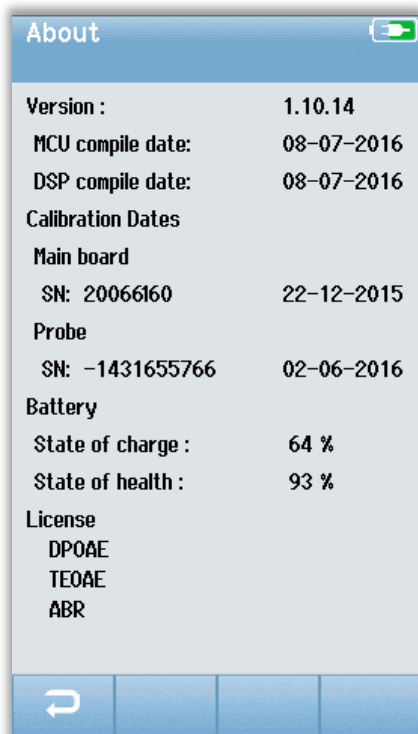 About
Version : 1.10.14
MCU compile date: 08-07-2016
DSP compile date: 08-07-2016
Calibration Dates
Main board
SN: 20066160 22-12-2015
Probe
SN: -1431655766 02-06-2016
Battery
State of charge : 64 %
State of health : 93 %
License
DPOAE
TEOAE
ABR